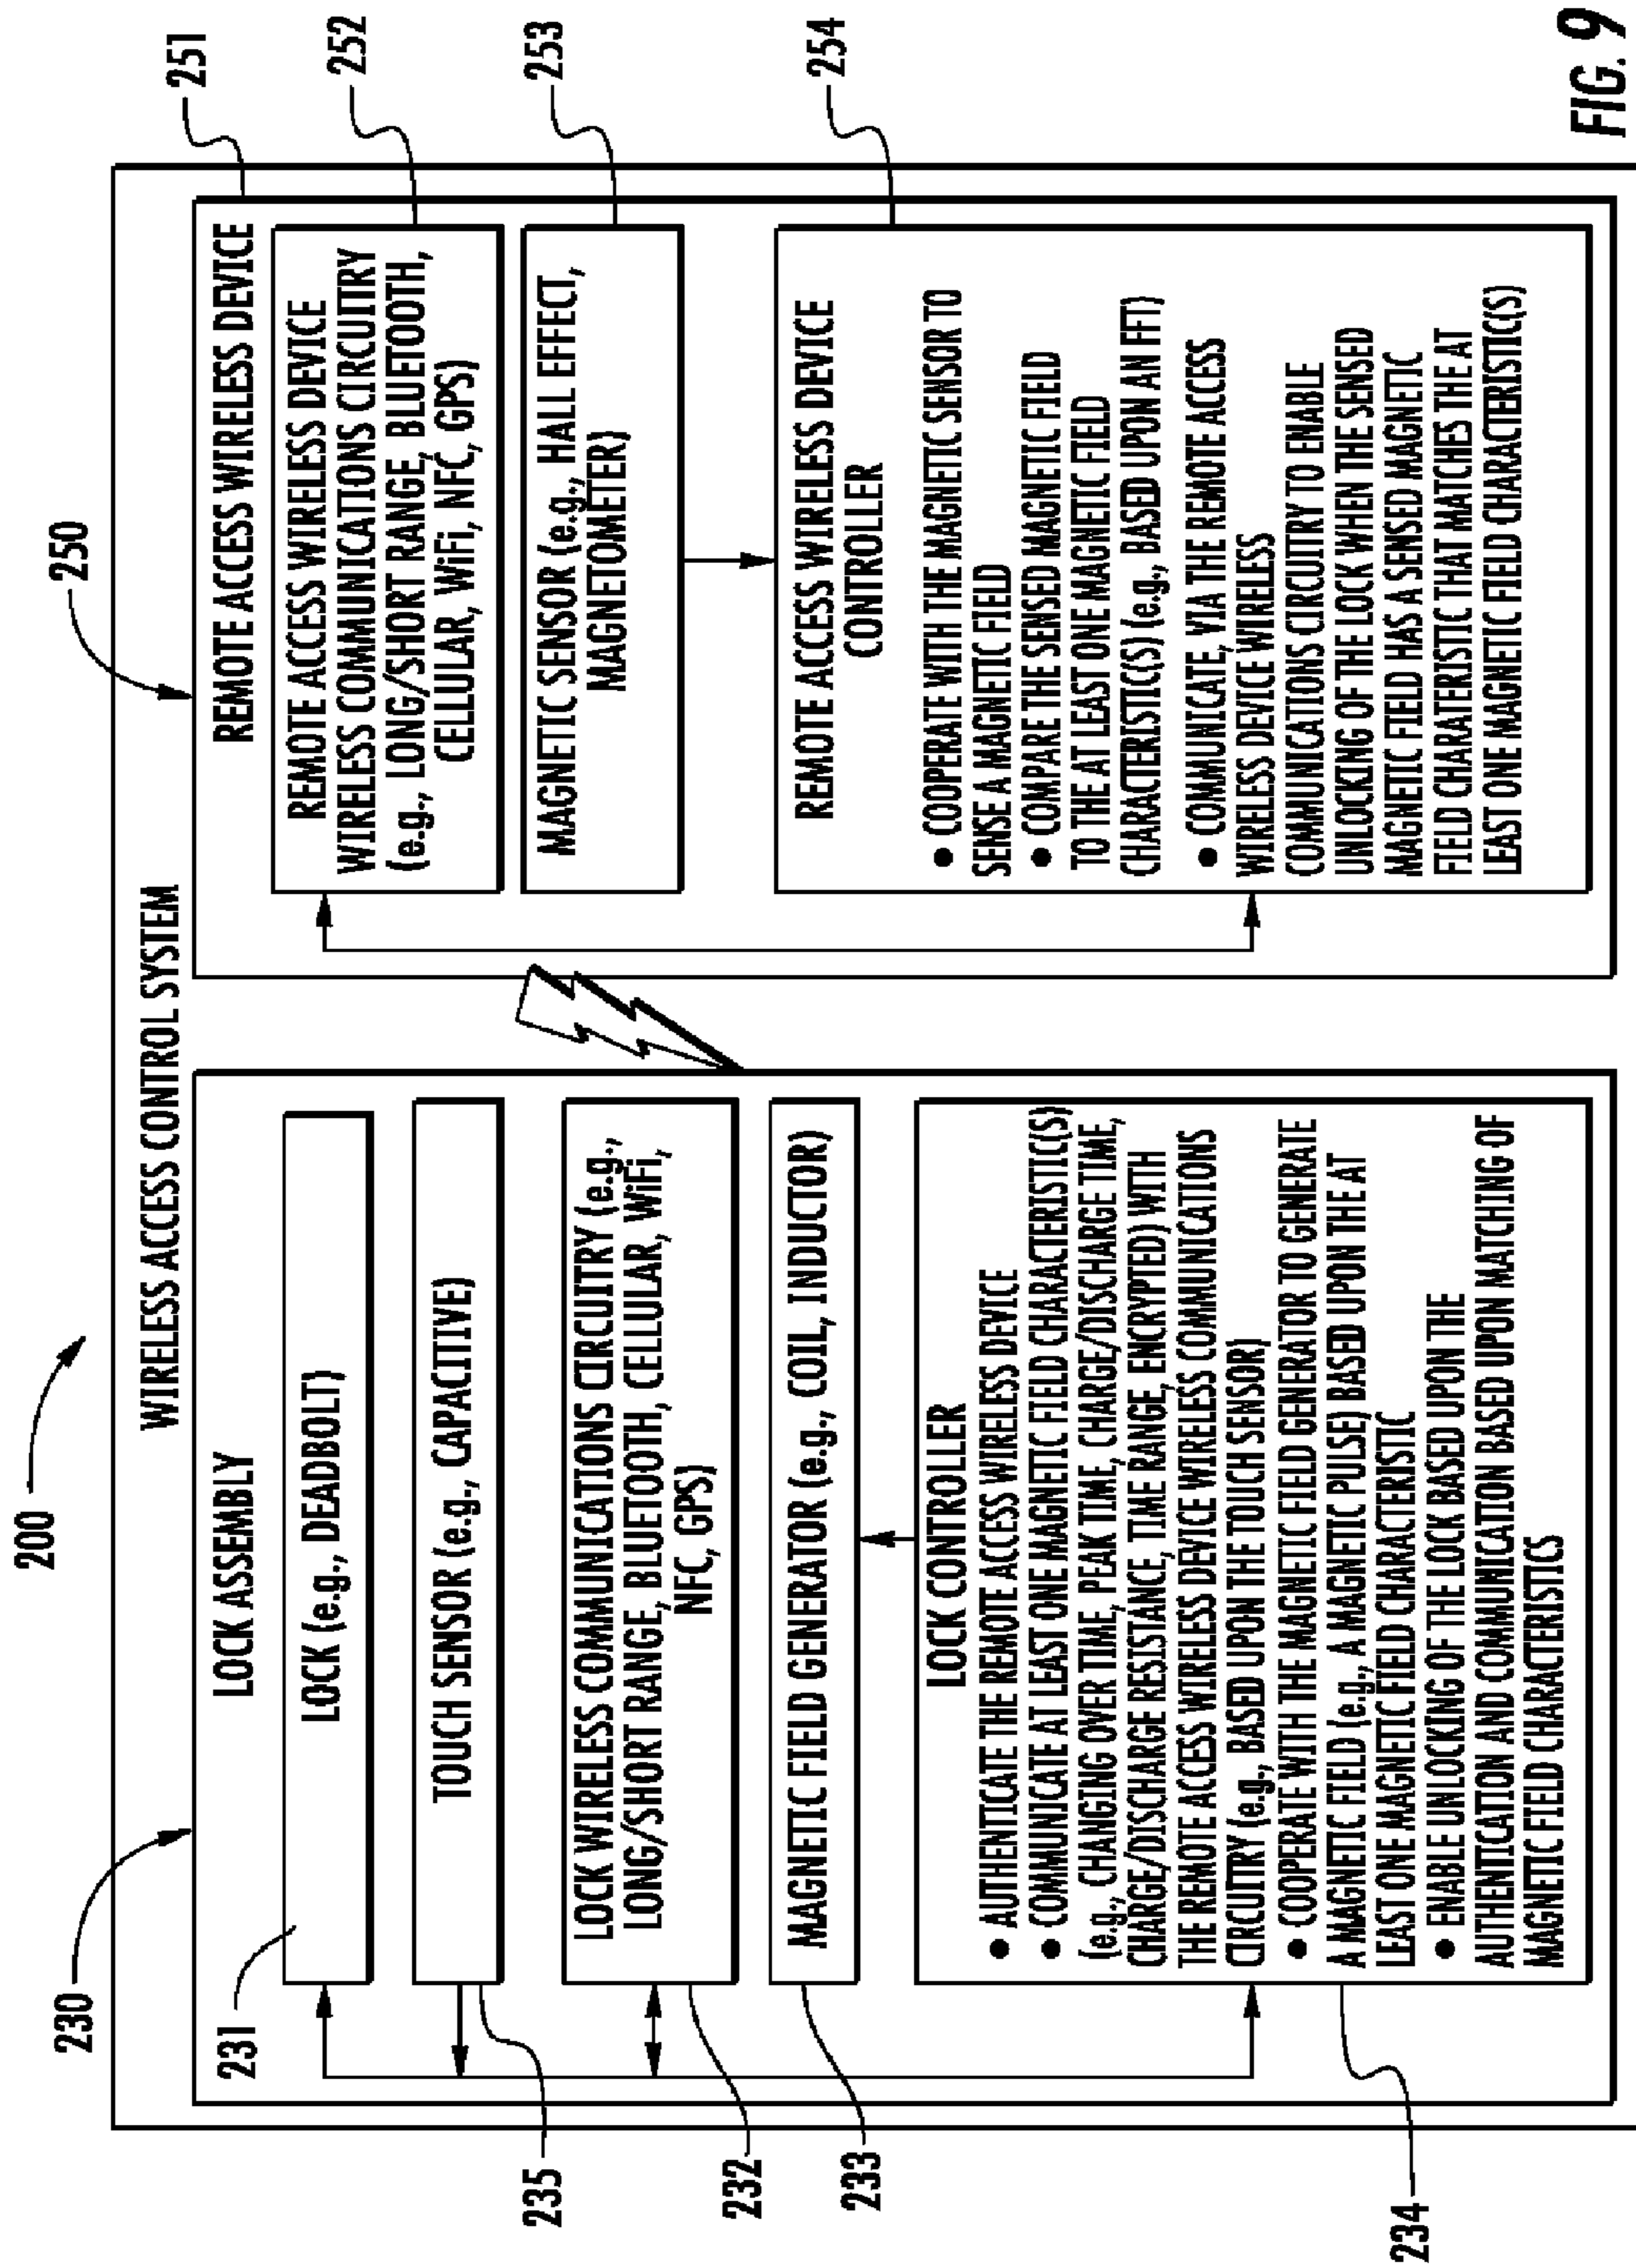 200
WIRELESS ACCESS CONTROL SYSTEM
230
LOCK ASSEMBLY
231
LOCK (e.g., DEADBOLT)
TOUCH SENSOR (e.g., CAPACITIVE)
235
LOCK WIRELESS COMMUNICATIONS CIRCUITRY (e.g.,
LONG/SHORT RANGE, BLUETOOTH, CELLULAR, WiFi,
NFC, GPS)
232
MAGNETIC FIELD GENERATOR (e.g., COIL, INDUCTOR)
233
LOCK CONTROLLER
● AUTHENTICATE THE REMOTE ACCESS WIRELESS DEVICE
● COMMUNICATE AT LEAST ONE MAGNETIC FIELD CHARACTERISTIC(S)
(e.g., CHANGING OVER TIME, PEAK TIME, CHARGE/DISCHARGE TIME,
CHARGE/DISCHARGE RESISTANCE, TIME RANGE, ENCRYPTED) WITH
THE REMOTE ACCESS WIRELESS DEVICE WIRELESS COMMUNICATIONS
CIRCUITRY (e.g., BASED UPON THE TOUCH SENSOR)
● COOPERATE WITH THE MAGNETIC FIELD GENERATOR TO GENERATE
A MAGNETIC FIELD (e.g., A MAGNETIC PULSE) BASED UPON THE AT
LEAST ONE MAGNETIC FIELD CHARACTERISTIC
● ENABLE UNLOCKING OF THE LOCK BASED UPON THE
AUTHENTICATION AND COMMUNICATION BASED UPON MATCHING OF
MAGNETIC FIELD CHARACTERISTICS
234
250
REMOTE ACCESS WIRELESS DEVICE
251
REMOTE ACCESS WIRELESS DEVICE
WIRELESS COMMUNICATIONS CIRCUITRY
(e.g., LONG/SHORT RANGE, BLUETOOTH,
CELLULAR, WiFi, NFC, GPS)
252
MAGNETIC SENSOR (e.g., HALL EFFECT,
MAGNETOMETER)
253
REMOTE ACCESS WIRELESS DEVICE
CONTROLLER
● COOPERATE WITH THE MAGNETIC SENSOR TO
SENSE A MAGNETIC FIELD
● COMPARE THE SENSED MAGNETIC FIELD
TO THE AT LEAST ONE MAGNETIC FIELD
CHARACTERISTIC(S) (e.g., BASED UPON AN FFT)
● COMMUNICATE, VIA THE REMOTE ACCESS
WIRELESS DEVICE WIRELESS
COMMUNICATIONS CIRCUITRY TO ENABLE
UNLOCKING OF THE LOCK WHEN THE SENSED
MAGNETIC FIELD HAS A SENSED MAGNETIC
FIELD CHARATERISTIC THAT MATCHES THE AT
LEAST ONE MAGNETIC FIELD CHARACTERISTIC(S)
254
FIG. 9